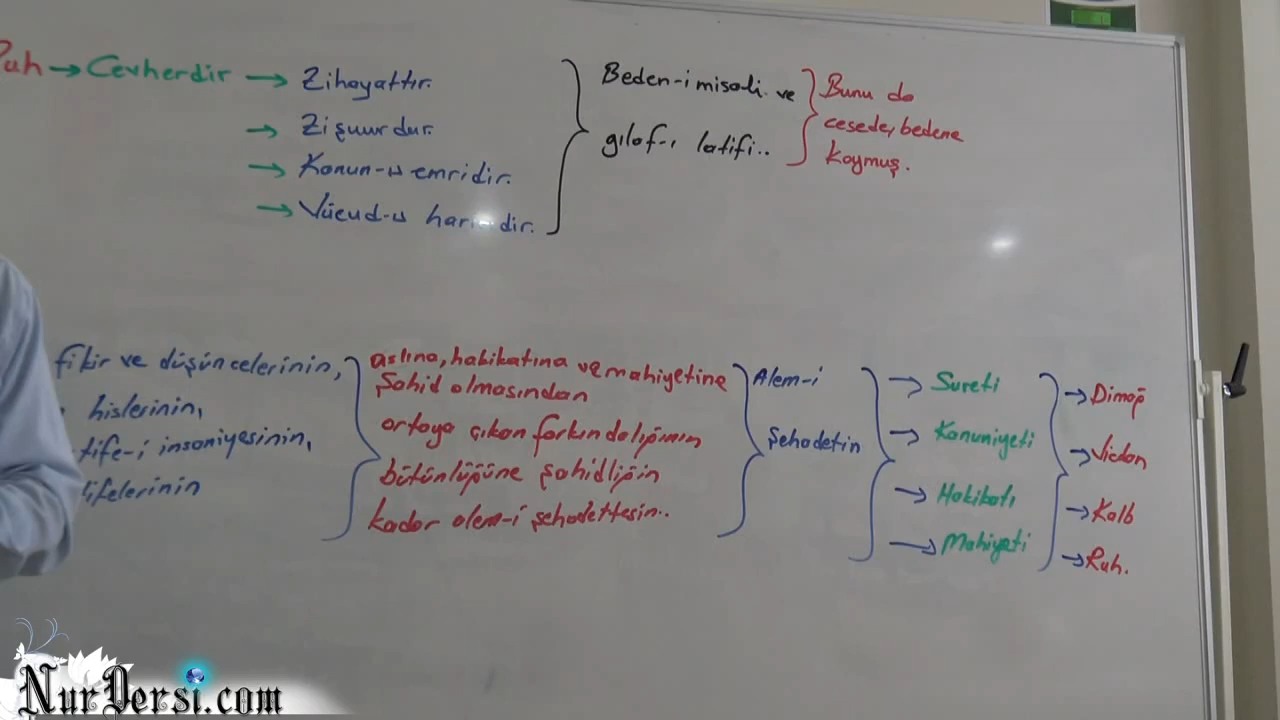 Ruh → Cevherdir → Zihayattır.
→ Zişuurdur.
→ Kanun-u emridir.
→ Vücud-u haricidir.
Beden-i misali ve
gılaf-ı latifi..
Bunu da
cesede, bedene
koymuş.
fikir ve düşüncelerinin,
hislerinin,
tife-i insaniyesinin,
lifelerinin
aslına, hakikatına ve mahiyetine
şahid olmasından
ortaya çıkan farkındalığının
bütünlüğüne şahidliğin
kadar alem-i şehadettesin..
Alem-i
Şehadetin
→ Sureti
→ Kanuniyeti
→ Hakikatı
→ Mahiyeti
→ Dimağ
→ Vicdan
→ Kalb
→ Ruh.
NurDersi.com